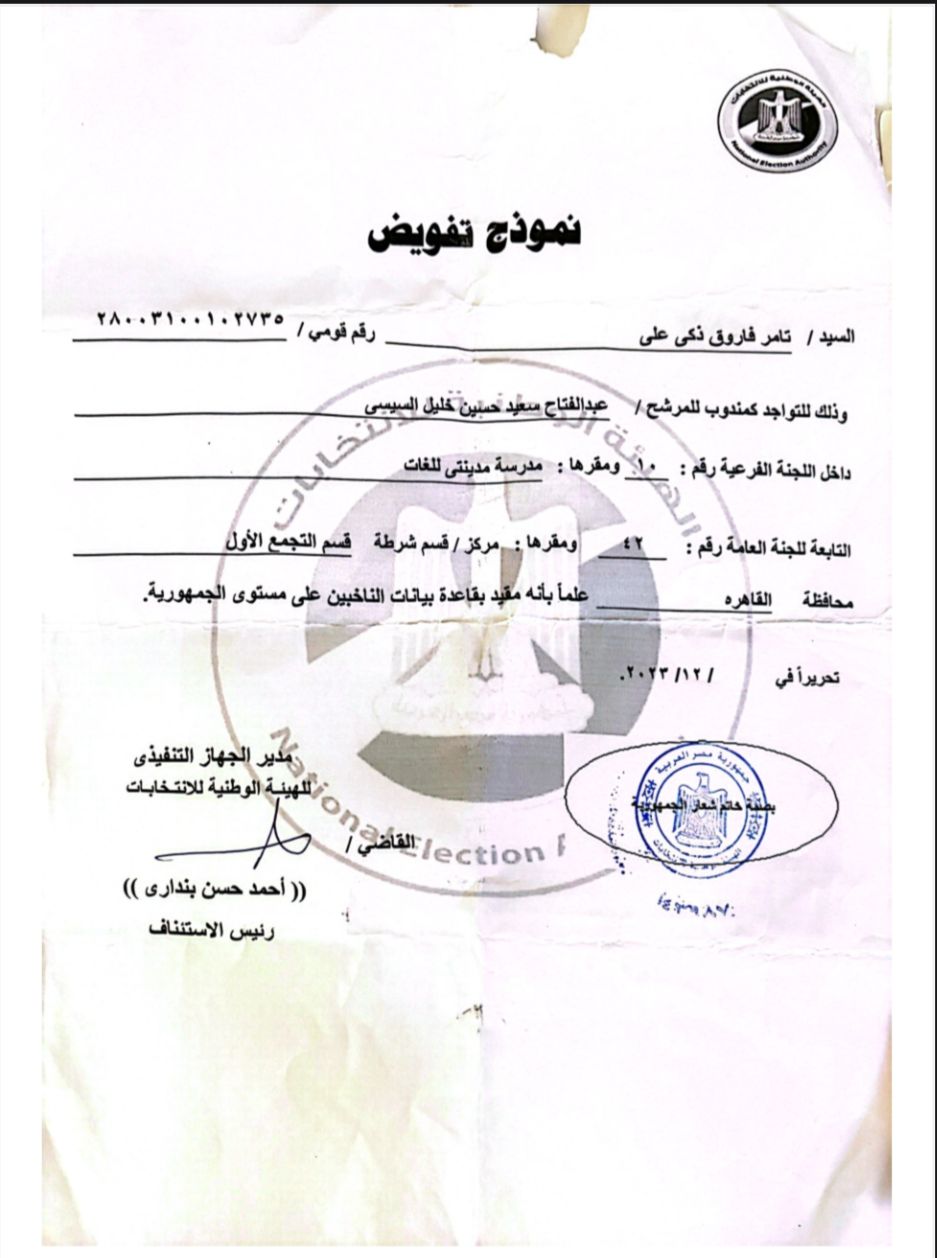 الهيئة الوطنية للانتخابات
National Election Authority
نموذج تفويض
السيد / تامر فاروق ذكى على رقم قومي / ٢٨٠٠٣١٠٠١٠٢٧٣٥
وذلك للتواجد كمندوب للمرشح / عبدالفتاح سعيد حسين خليل السيسى
داخل اللجنة الفرعية رقم : ١٠ ومقرها : مدرسة مدينتى للغات
التابعة للجنة العامة رقم : ٤٢ ومقرها : مركز / قسم شرطة قسم التجمع الأول
محافظة القاهره علماً بأنه مقيد بقاعدة بيانات الناخبين على مستوى الجمهورية.
تحريراً في / ١٢/ ٢٠٢٣.
الهيئة الوطنية للانتخابات
National Election
مدير الجهاز التنفيذى
للهيئة الوطنية للانتخابات
القاضي /
(( أحمد حسن بندارى ))
رئيس الاستئناف
جمهورية مصر العربية
بصمة خاتم شعار الجمهورية